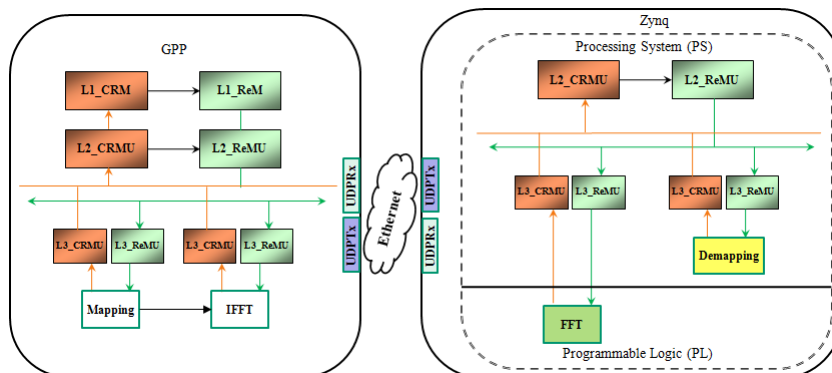 GPP
L1_CRM
L1_ReM
L2_CRMU
L2_ReMU
L3_CRMU
L3_ReMU
L3_CRMU
L3_ReMU
Mapping
IFFT
UDPRx
UDPTx
Ethernet
UDPTx
UDPRx
Zynq
Processing System (PS)
L2_CRMU
L2_ReMU
L3_CRMU
L3_ReMU
L3_CRMU
L3_ReMU
Demapping
FFT
Programmable Logic (PL)